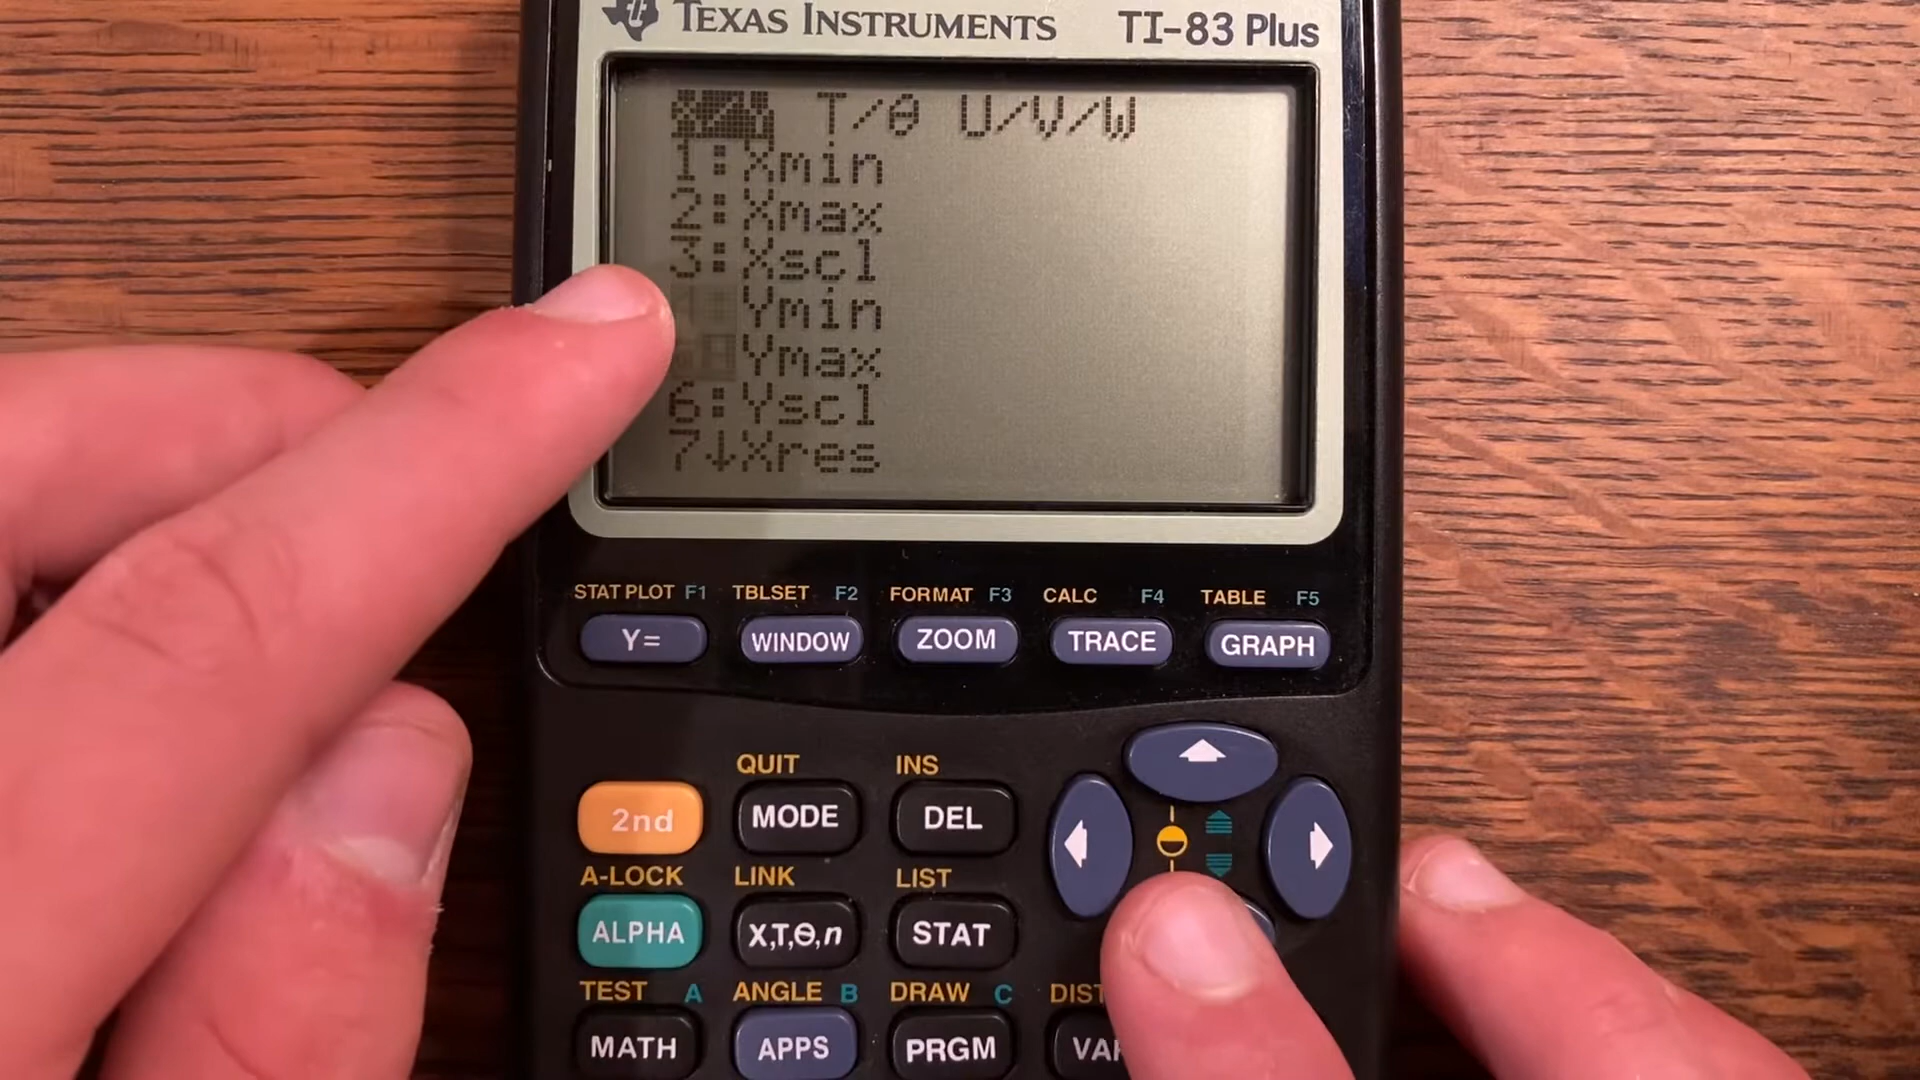 TEXAS INSTRUMENTS TI-83 Plus
X/Y T/θ U/V/W
1:Xmin
2:Xmax
3:Xscl
Ymin
Ymax
6:Yscl
7↓Xres
STAT PLOT F1 TBLSET F2 FORMAT F3 CALC F4 TABLE F5
Y= WINDOW ZOOM TRACE GRAPH
QUIT INS
2nd MODE DEL
A-LOCK LINK LIST
ALPHA X,T,Θ,n STAT
TEST A ANGLE B DRAW C
MATH APPS PRGM